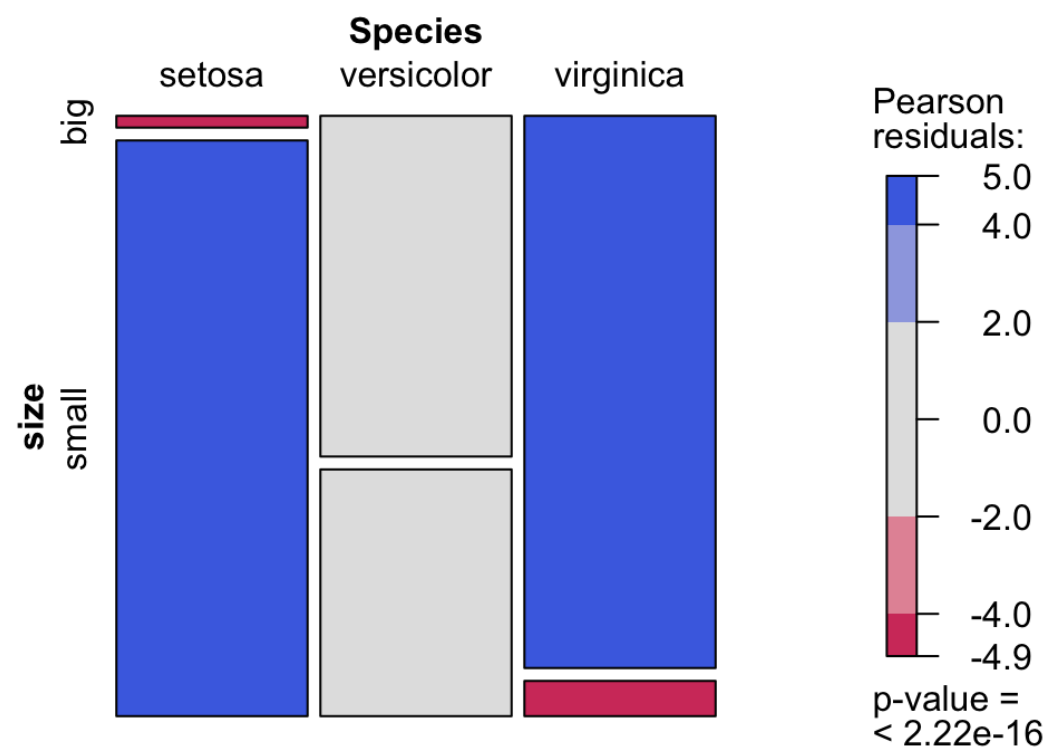 Species
setosa versicolor virginica
big
small
size
Pearson
residuals:
5.0
4.0
2.0
0.0
-2.0
-4.0
-4.9
p-value =
< 2.22e-16